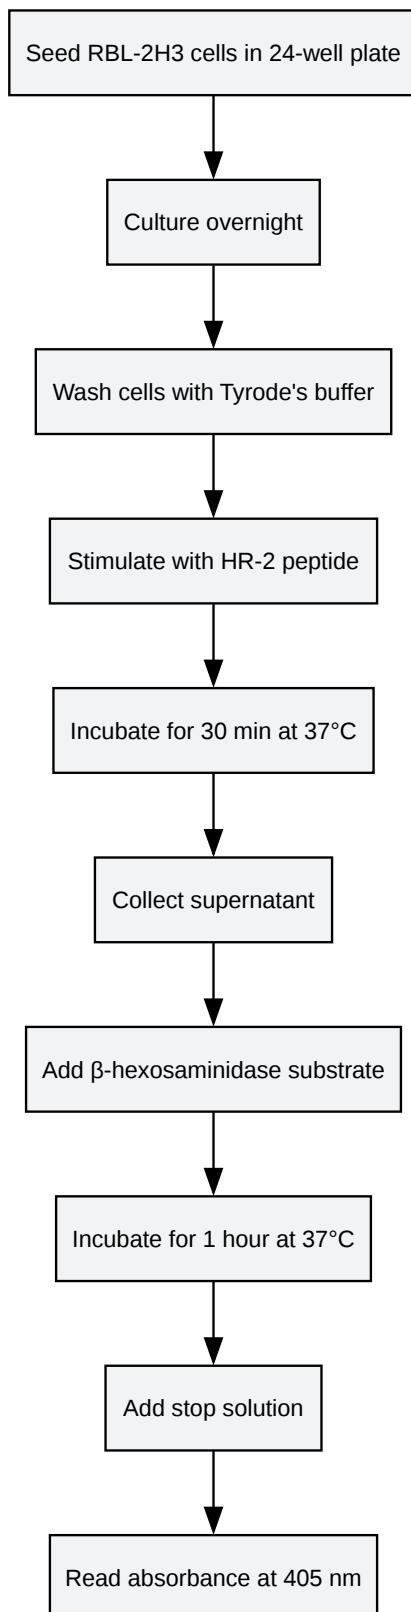 Seed RBL-2H3 cells in 24-well plate
Culture overnight
Wash cells with Tyrode's buffer
Stimulate with HR-2 peptide
Incubate for 30 min at 37°C
Collect supernatant
Add β-hexosaminidase substrate
Incubate for 1 hour at 37°C
Add stop solution
Read absorbance at 405 nm